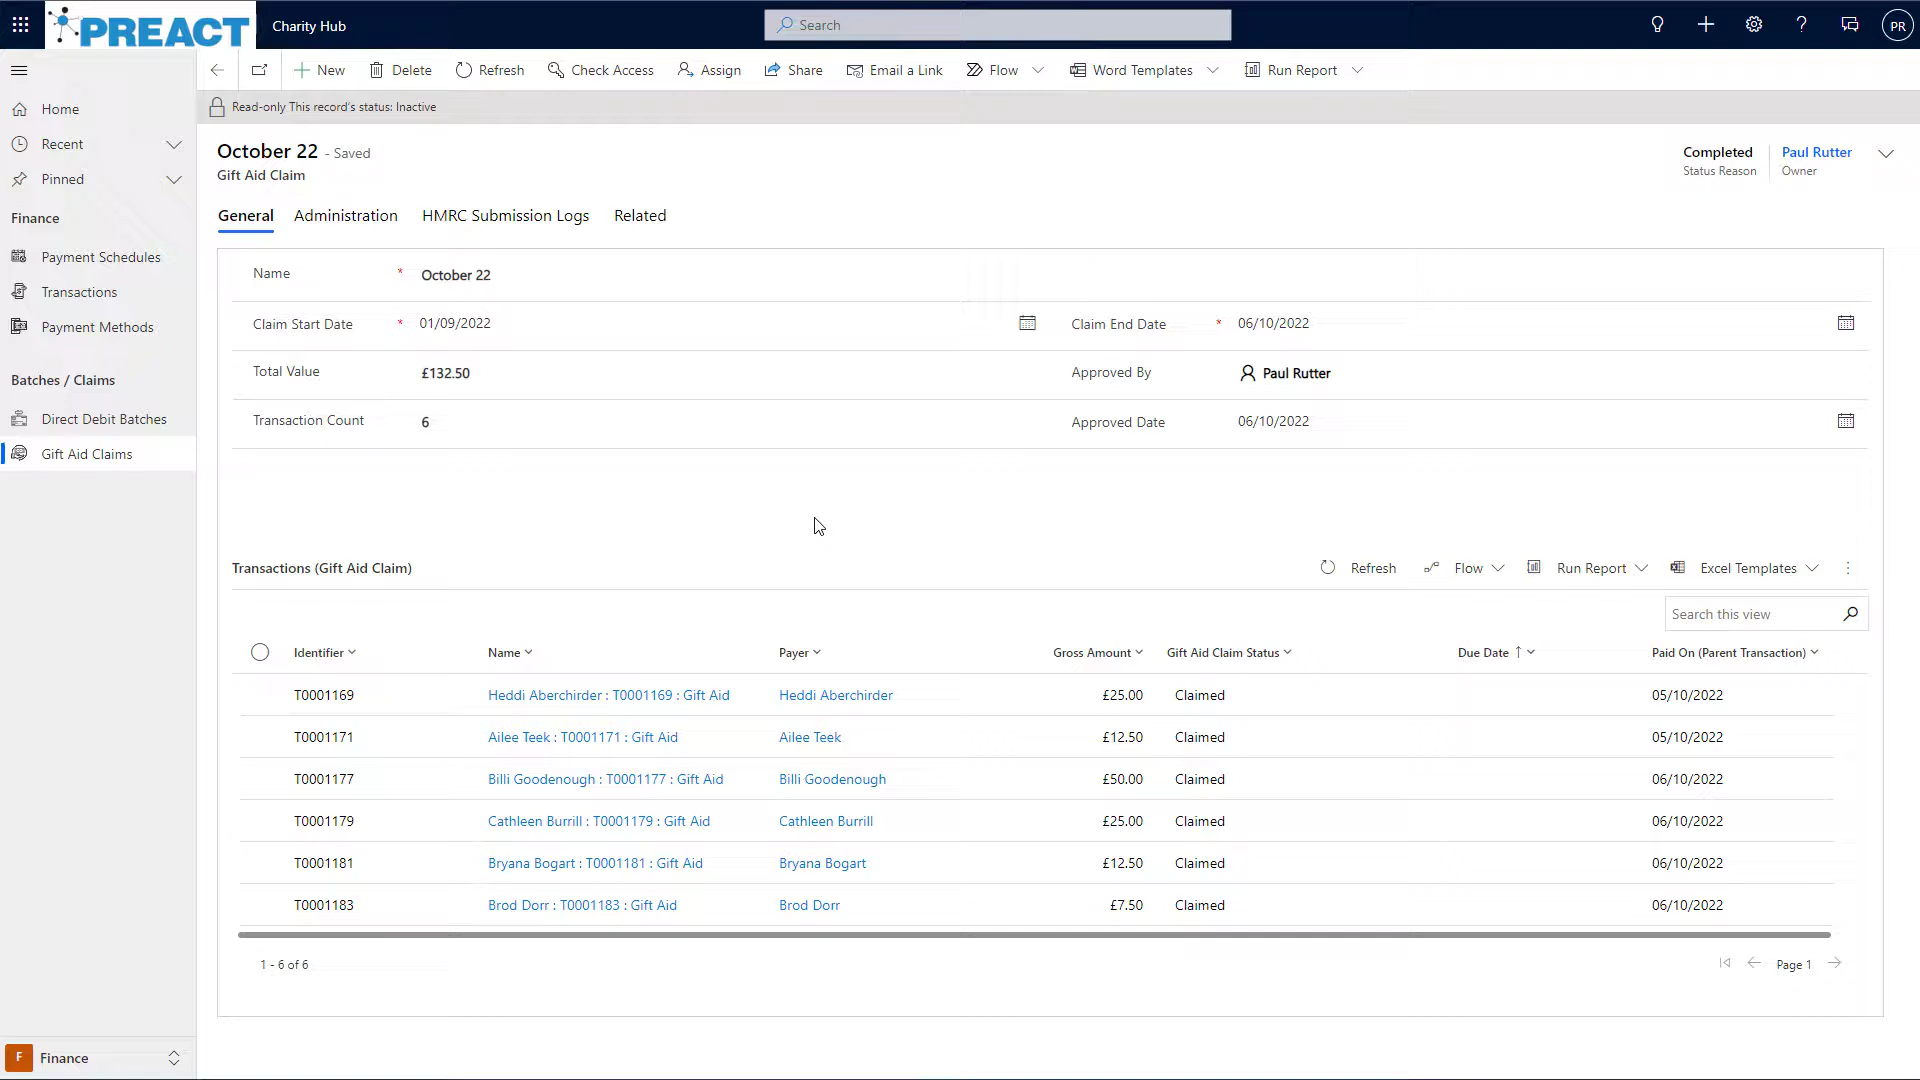 PREACT
Charity Hub
Search
PR
New
Delete
Refresh
Check Access
Assign
Share
Email a Link
Flow
Word Templates
Run Report
Read-only This record's status: Inactive
Home
Recent
Pinned
Finance
Payment Schedules
Transactions
Payment Methods
Batches / Claims
Direct Debit Batches
Gift Aid Claims
F Finance
October 22 - Saved
Gift Aid Claim
Completed
Status Reason
Paul Rutter
Owner
General Administration HMRC Submission Logs Related
Name * October 22
Claim Start Date * 01/09/2022
Claim End Date * 06/10/2022
Total Value £132.50
Approved By Paul Rutter
Transaction Count 6
Approved Date 06/10/2022
Transactions (Gift Aid Claim)
Refresh Flow Run Report Excel Templates
Search this view
Identifier Name Payer Gross Amount Gift Aid Claim Status Due Date ↑ Paid On (Parent Transaction)
T0001169 Heddi Aberchirder : T0001169 : Gift Aid Heddi Aberchirder £25.00 Claimed 05/10/2022
T0001171 Ailee Teek : T0001171 : Gift Aid Ailee Teek £12.50 Claimed 05/10/2022
T0001177 Billi Goodenough : T0001177 : Gift Aid Billi Goodenough £50.00 Claimed 06/10/2022
T0001179 Cathleen Burrill : T0001179 : Gift Aid Cathleen Burrill £25.00 Claimed 06/10/2022
T0001181 Bryana Bogart : T0001181 : Gift Aid Bryana Bogart £12.50 Claimed 06/10/2022
T0001183 Brod Dorr : T0001183 : Gift Aid Brod Dorr £7.50 Claimed 06/10/2022
1 - 6 of 6
Page 1